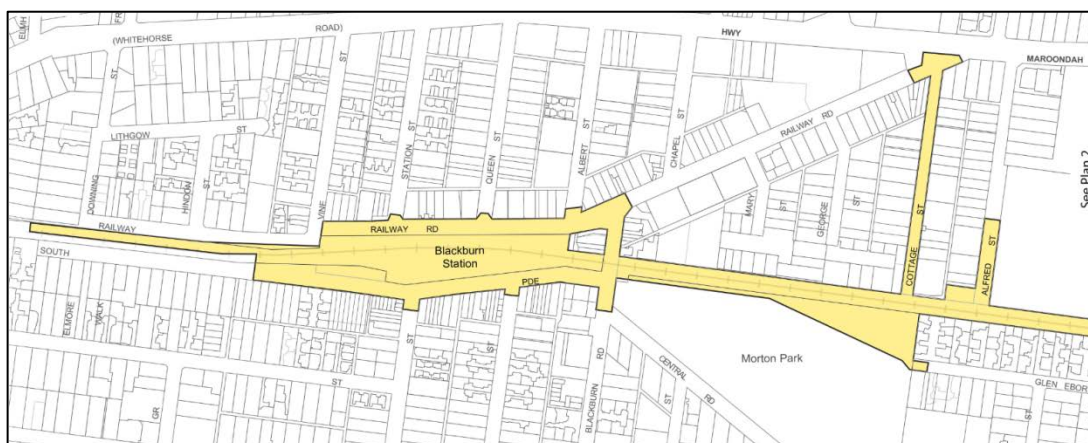 ELMH
FR
(WHITEHORSE
ROAD)
HWY
MAROONDAH
ST
LITHGOW
ST
DOWNING
HINDON
ST
VINE
ST
STATION
ST
QUEEN
ST
ALBERT
ST
CHAPEL
ST
RAILWAY RD
MARY
ST
GEORGE
ST
COTTAGE
ST
ALFRED
ST
See Plan 2
RAILWAY
RAILWAY RD
Blackburn
Station
SOUTH
PDE
ELMORE
WALK
ST
GR
ST
ST
BLACKBURN
RD
ST
CENTRAL
RD
Morton Park
GLEN EBOR
ST